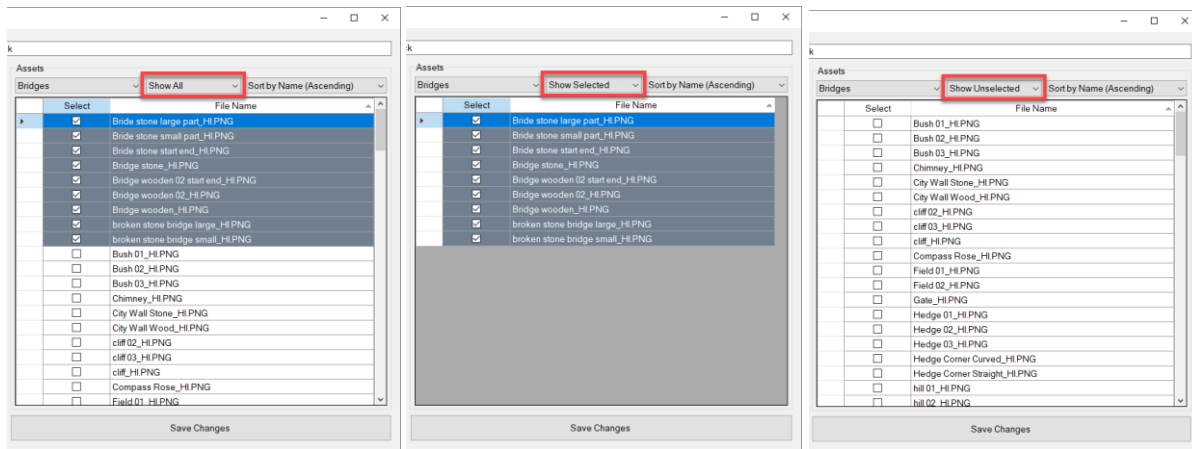 k
Assets
Bridges Show All Sort by Name (Ascending)
Select File Name
Bride stone large part_HI.PNG
Bride stone small part_HI.PNG
Bride stone start end_HI.PNG
Bridge stone_HI.PNG
Bridge wooden 02 start end_HI.PNG
Bridge wooden 02_HI.PNG
Bridge wooden_HI.PNG
broken stone bridge large_HI.PNG
broken stone bridge small_HI.PNG
Bush 01_HI.PNG
Bush 02_HI.PNG
Bush 03_HI.PNG
Chimney_HI.PNG
City Wall Stone_HI.PNG
City Wall Wood_HI.PNG
cliff 02_HI.PNG
cliff 03_HI.PNG
cliff_HI.PNG
Compass Rose_HI.PNG
Field 01_HI.PNG
Save Changes
k
Assets
Bridges Show Selected Sort by Name (Ascending)
Select File Name
Bride stone large part_HI.PNG
Bride stone small part_HI.PNG
Bride stone start end_HI.PNG
Bridge stone_HI.PNG
Bridge wooden 02 start end_HI.PNG
Bridge wooden 02_HI.PNG
Bridge wooden_HI.PNG
broken stone bridge large_HI.PNG
broken stone bridge small_HI.PNG
Save Changes
k
Assets
Bridges Show Unselected Sort by Name (Ascending)
Select File Name
Bush 01_HI.PNG
Bush 02_HI.PNG
Bush 03_HI.PNG
Chimney_HI.PNG
City Wall Stone_HI.PNG
City Wall Wood_HI.PNG
cliff 02_HI.PNG
cliff 03_HI.PNG
cliff_HI.PNG
Compass Rose_HI.PNG
Field 01_HI.PNG
Field 02_HI.PNG
Gate_HI.PNG
Hedge 01_HI.PNG
Hedge 02_HI.PNG
Hedge 03_HI.PNG
Hedge Corner Curved_HI.PNG
Hedge Corner Straight_HI.PNG
hill 01_HI.PNG
hill 02_HI.PNG
Save Changes